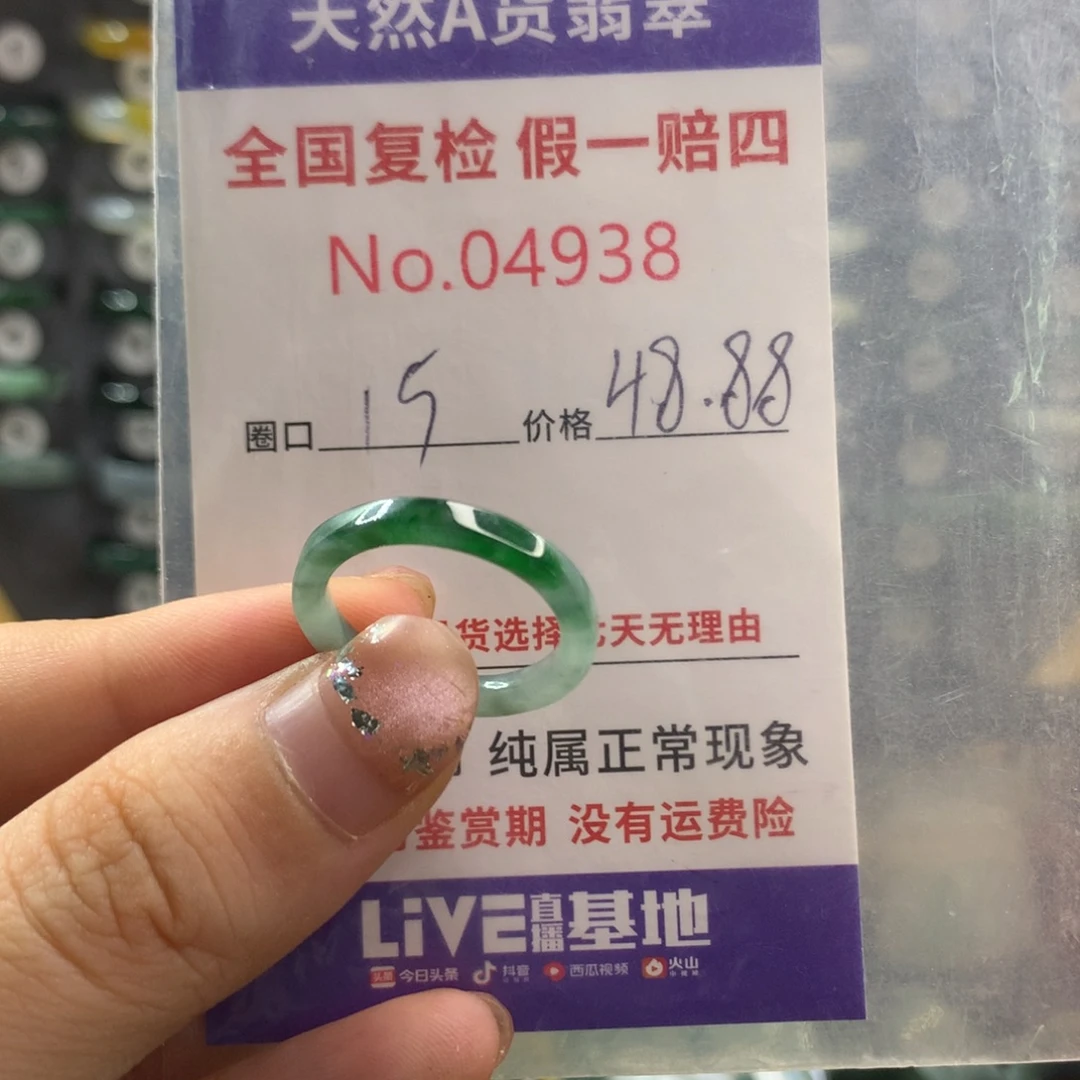 天然A货翡翠
全国复检 假一赔四
No.04938
圈口 15 价格 48.88
货选择 七天无理由
纯属正常现象
鉴赏期 没有运费险
LiVE直播基地
头条 今日头条 抖音 西瓜视频 火山